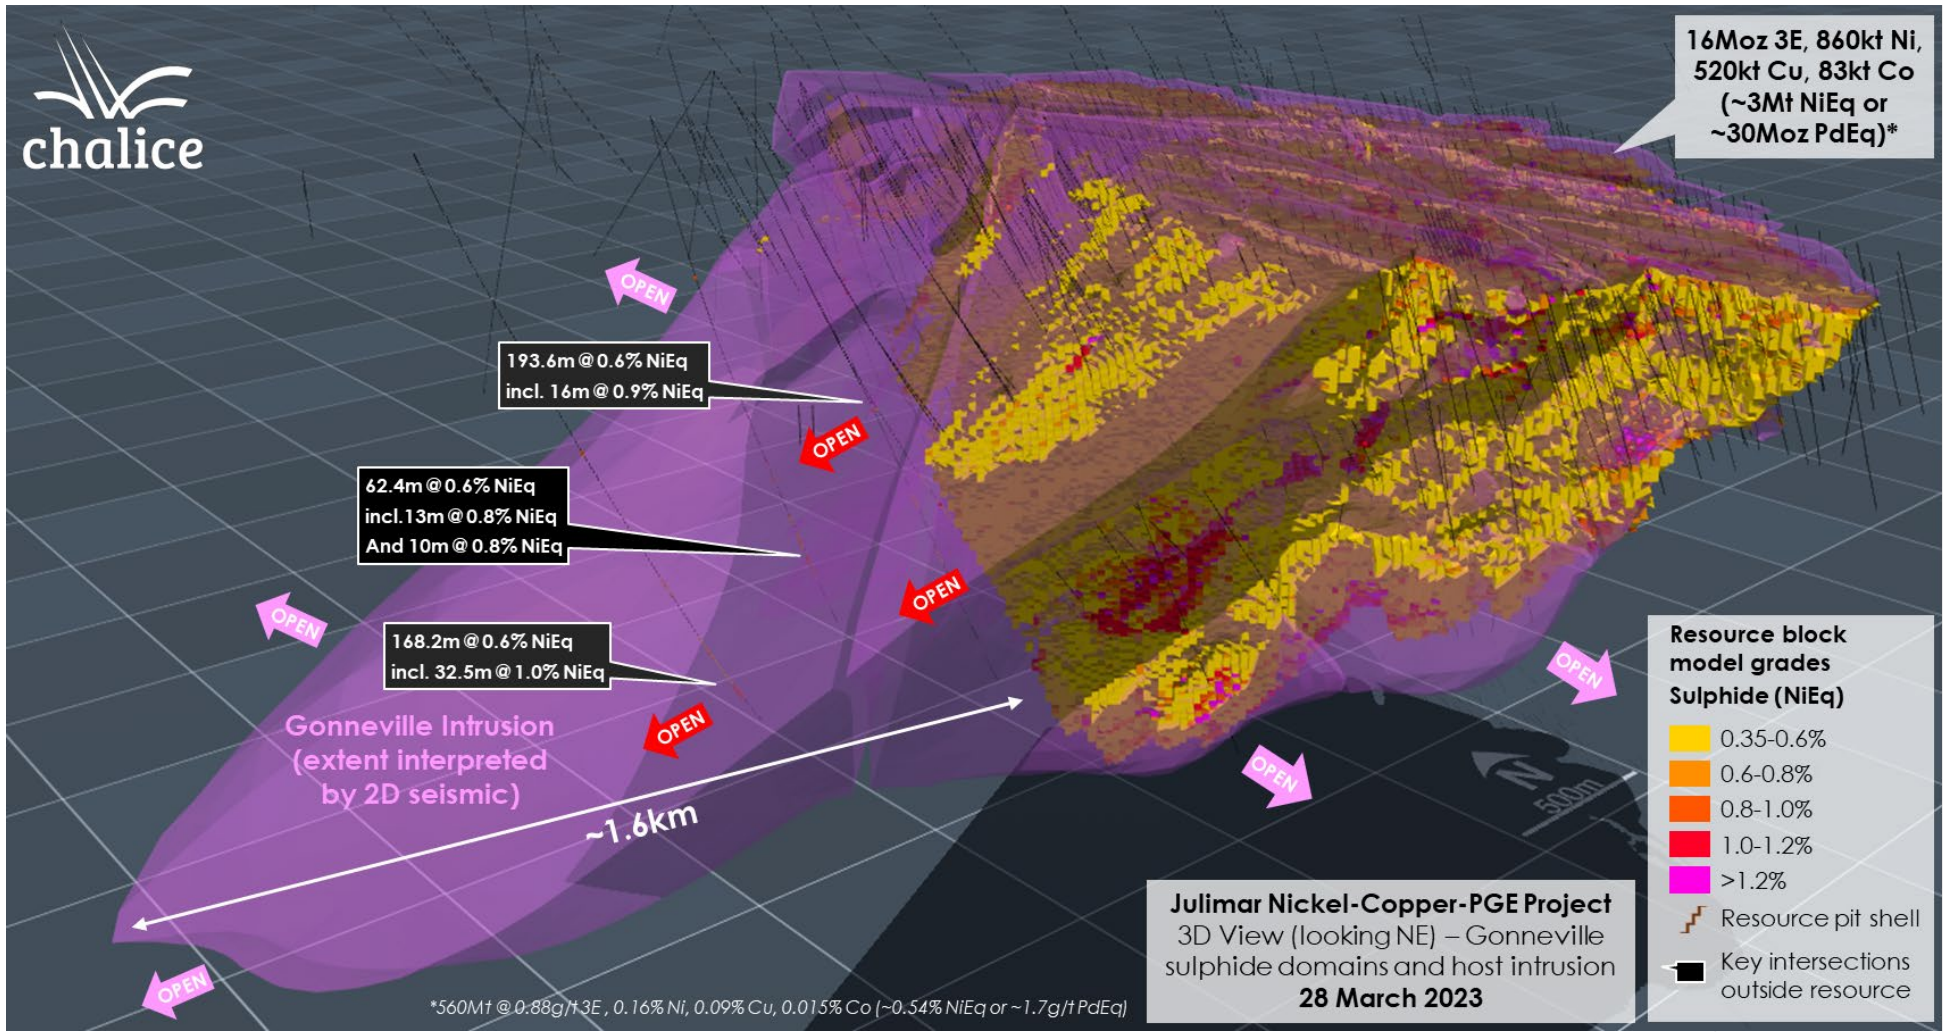 chalice
16Moz 3E, 860kt Ni,
520kt Cu, 83kt Co
(~3Mt NiEq or
~30Moz PdEq)*
OPEN
193.6m @ 0.6% NiEq
incl. 16m @ 0.9% NiEq
OPEN
62.4m @ 0.6% NiEq
incl.13m @ 0.8% NiEq
And 10m @ 0.8% NiEq
OPEN
OPEN
168.2m @ 0.6% NiEq
incl. 32.5m @ 1.0% NiEq
OPEN
Gonneville Intrusion
(extent interpreted
by 2D seismic)
~1.6km
OPEN
OPEN
OPEN
N
500m
Resource block
model grades
Sulphide (NiEq)
0.35-0.6%
0.6-0.8%
0.8-1.0%
1.0-1.2%
>1.2%
Resource pit shell
Key intersections
outside resource
Julimar Nickel-Copper-PGE Project
3D View (looking NE) – Gonneville
sulphide domains and host intrusion
28 March 2023
*560Mt @ 0.88g/t 3E , 0.16% Ni, 0.09% Cu, 0.015% Co (~0.54% NiEq or ~1.7g/t PdEq)